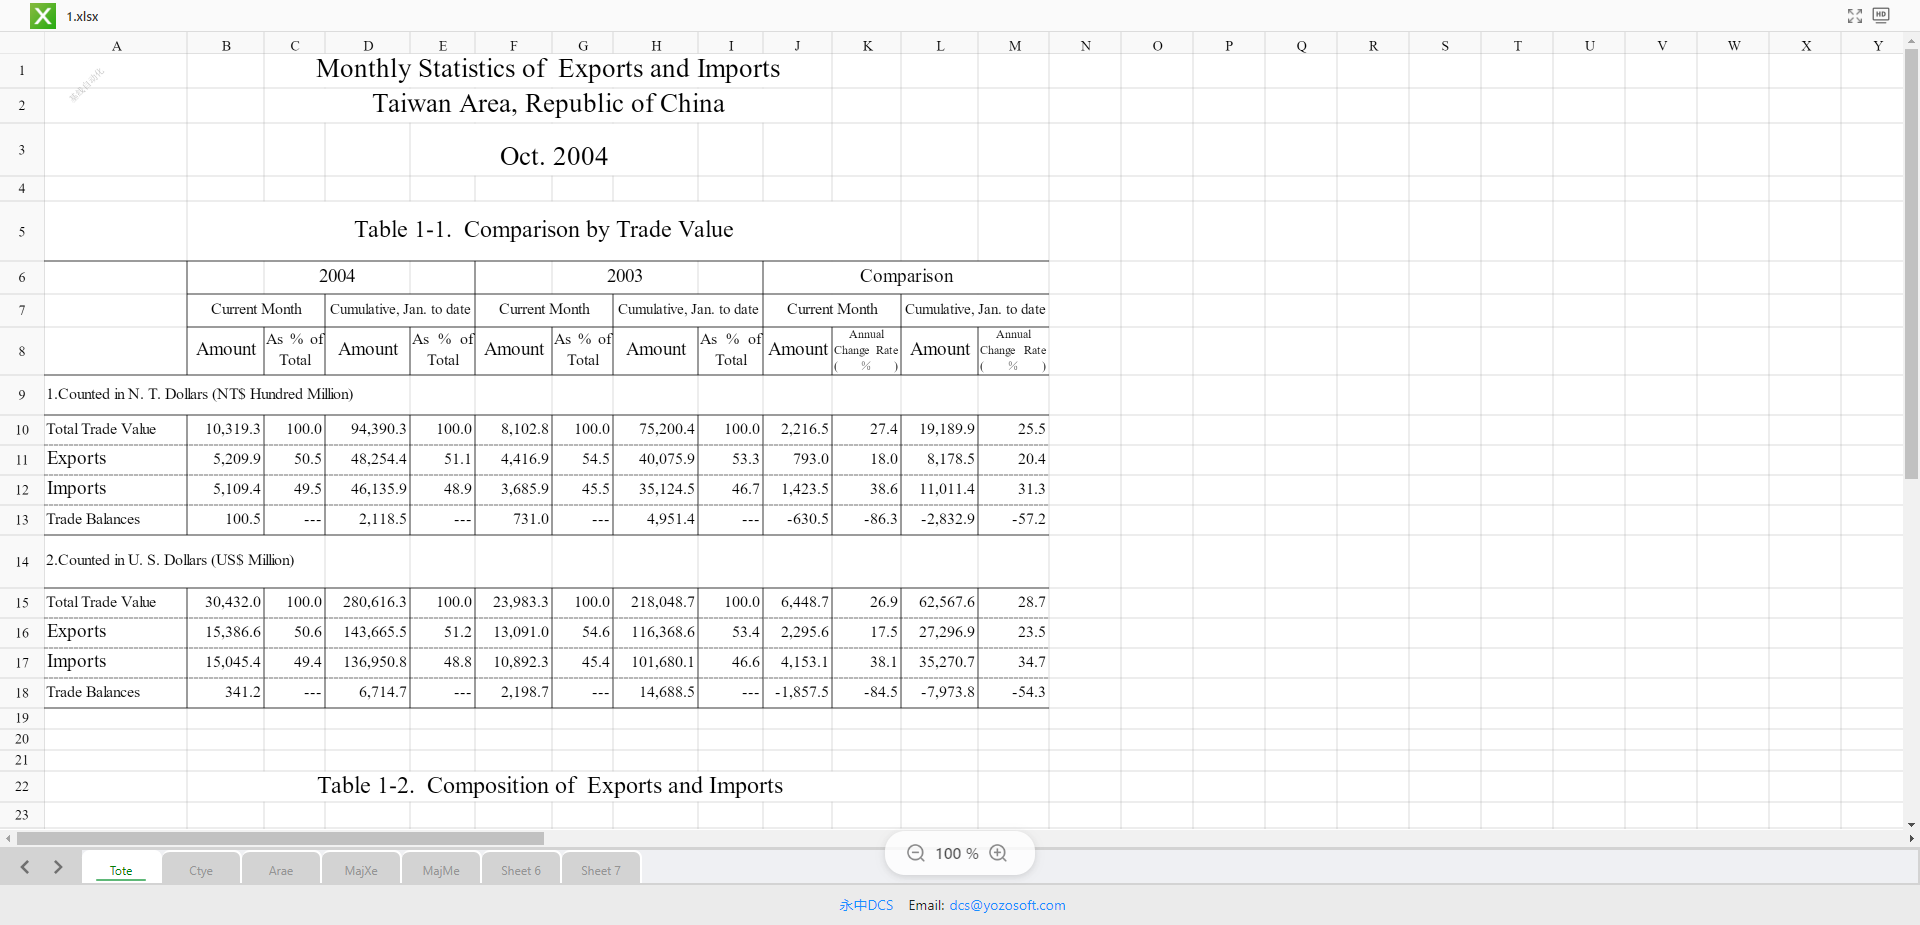 1.xlsx
HD
A B C D E F G H I J K L M N O P Q R S T U V W X Y
1 Monthly Statistics of  Exports and Imports
基线自动化
2 Taiwan Area, Republic of China
3 Oct. 2004
4
5 Table 1-1.  Comparison by Trade Value
6 2004 2003 Comparison
7 Current Month Cumulative, Jan. to date Current Month Cumulative, Jan. to date Current Month Cumulative, Jan. to date
8 Amount As % of Total Amount As % of Total Amount As % of Total Amount As % of Total Amount Annual Change Rate ( % ) Amount Annual Change Rate ( % )
9 1.Counted in N. T. Dollars (NT$ Hundred Million)
10 Total Trade Value 10,319.3 100.0 94,390.3 100.0 8,102.8 100.0 75,200.4 100.0 2,216.5 27.4 19,189.9 25.5
11 Exports 5,209.9 50.5 48,254.4 51.1 4,416.9 54.5 40,075.9 53.3 793.0 18.0 8,178.5 20.4
12 Imports 5,109.4 49.5 46,135.9 48.9 3,685.9 45.5 35,124.5 46.7 1,423.5 38.6 11,011.4 31.3
13 Trade Balances 100.5 --- 2,118.5 --- 731.0 --- 4,951.4 --- -630.5 -86.3 -2,832.9 -57.2
14 2.Counted in U. S. Dollars (US$ Million)
15 Total Trade Value 30,432.0 100.0 280,616.3 100.0 23,983.3 100.0 218,048.7 100.0 6,448.7 26.9 62,567.6 28.7
16 Exports 15,386.6 50.6 143,665.5 51.2 13,091.0 54.6 116,368.6 53.4 2,295.6 17.5 27,296.9 23.5
17 Imports 15,045.4 49.4 136,950.8 48.8 10,892.3 45.4 101,680.1 46.6 4,153.1 38.1 35,270.7 34.7
18 Trade Balances 341.2 --- 6,714.7 --- 2,198.7 --- 14,688.5 --- -1,857.5 -84.5 -7,973.8 -54.3
19
20
21
22 Table 1-2.  Composition of  Exports and Imports
23
100 %
Tote Ctye Arae MajXe MajMe Sheet 6 Sheet 7
永中DCS Email: dcs@yozosoft.com